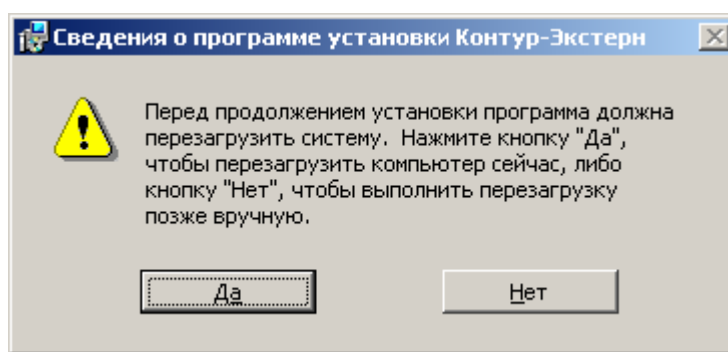 Сведения о программе установки Контур-Экстерн
Перед продолжением установки программа должна
перезагрузить систему.  Нажмите кнопку "Да",
чтобы перезагрузить компьютер сейчас, либо
кнопку "Нет", чтобы выполнить перезагрузку
позже вручную.
Да
Нет